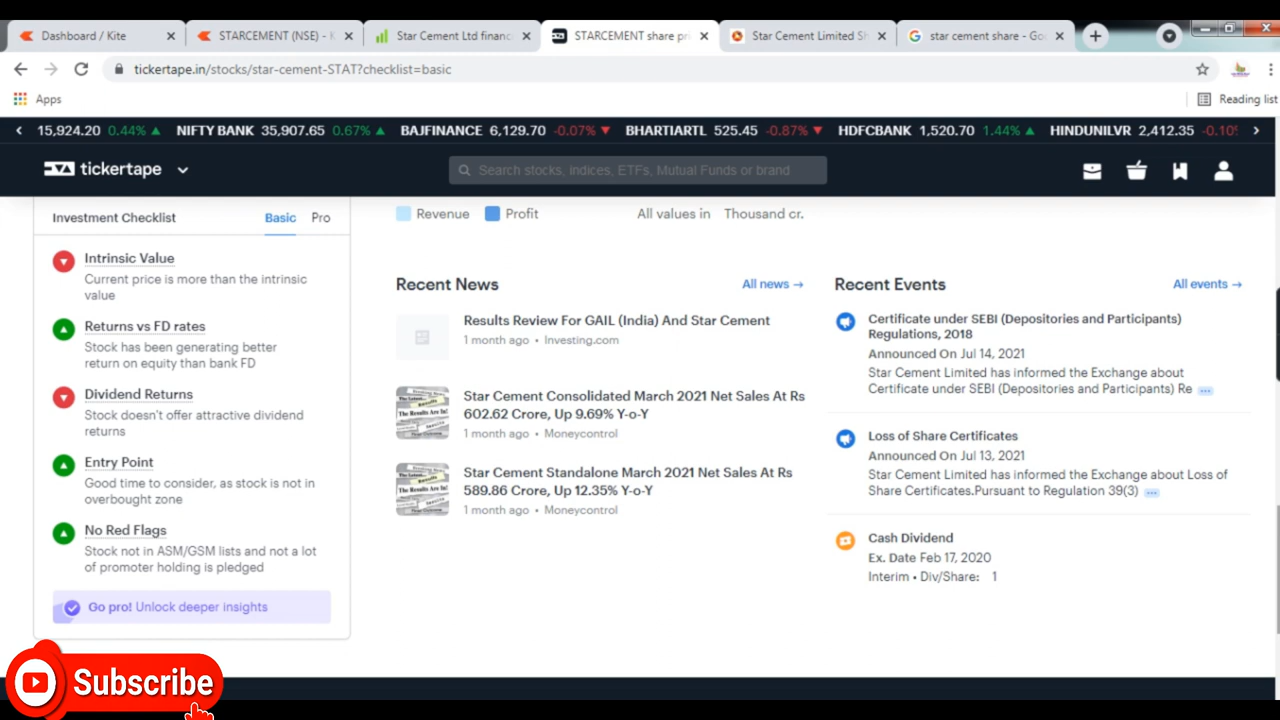 Dashboard / Kite
STARCEMENT (NSE) - K
Star Cement Ltd financ
STARCEMENT share pri
Star Cement Limited Sh
star cement share - Goo
tickertape.in/stocks/star-cement-STAT?checklist=basic
Apps
Reading list
15,924.20 0.44% ▲ NIFTY BANK 35,907.65 0.67% ▲ BAJFINANCE 6,129.70 -0.07% ▼ BHARTIARTL 525.45 -0.87% ▼ HDFCBANK 1,520.70 1.44% ▲ HINDUNILVR 2,412.35 -0.10%
tickertape
Search stocks, indices, ETFs, Mutual Funds or brand
Investment Checklist Basic Pro
Intrinsic Value
Current price is more than the intrinsic
value
Returns vs FD rates
Stock has been generating better
return on equity than bank FD
Dividend Returns
Stock doesn't offer attractive dividend
returns
Entry Point
Good time to consider, as stock is not in
overbought zone
No Red Flags
Stock not in ASM/GSM lists and not a lot
of promoter holding is pledged
Go pro! Unlock deeper insights
Revenue Profit All values in Thousand cr.
Recent News All news →
Results Review For GAIL (India) And Star Cement
1 month ago • Investing.com
Star Cement Consolidated March 2021 Net Sales At Rs
602.62 Crore, Up 9.69% Y-o-Y
1 month ago • Moneycontrol
Star Cement Standalone March 2021 Net Sales At Rs
589.86 Crore, Up 12.35% Y-o-Y
1 month ago • Moneycontrol
Recent Events All events →
Certificate under SEBI (Depositories and Participants)
Regulations, 2018
Announced On Jul 14, 2021
Star Cement Limited has informed the Exchange about
Certificate under SEBI (Depositories and Participants) Re ...
Loss of Share Certificates
Announced On Jul 13, 2021
Star Cement Limited has informed the Exchange about Loss of
Share Certificates.Pursuant to Regulation 39(3) ...
Cash Dividend
Ex. Date Feb 17, 2020
Interim • Div/Share: 1
Subscribe